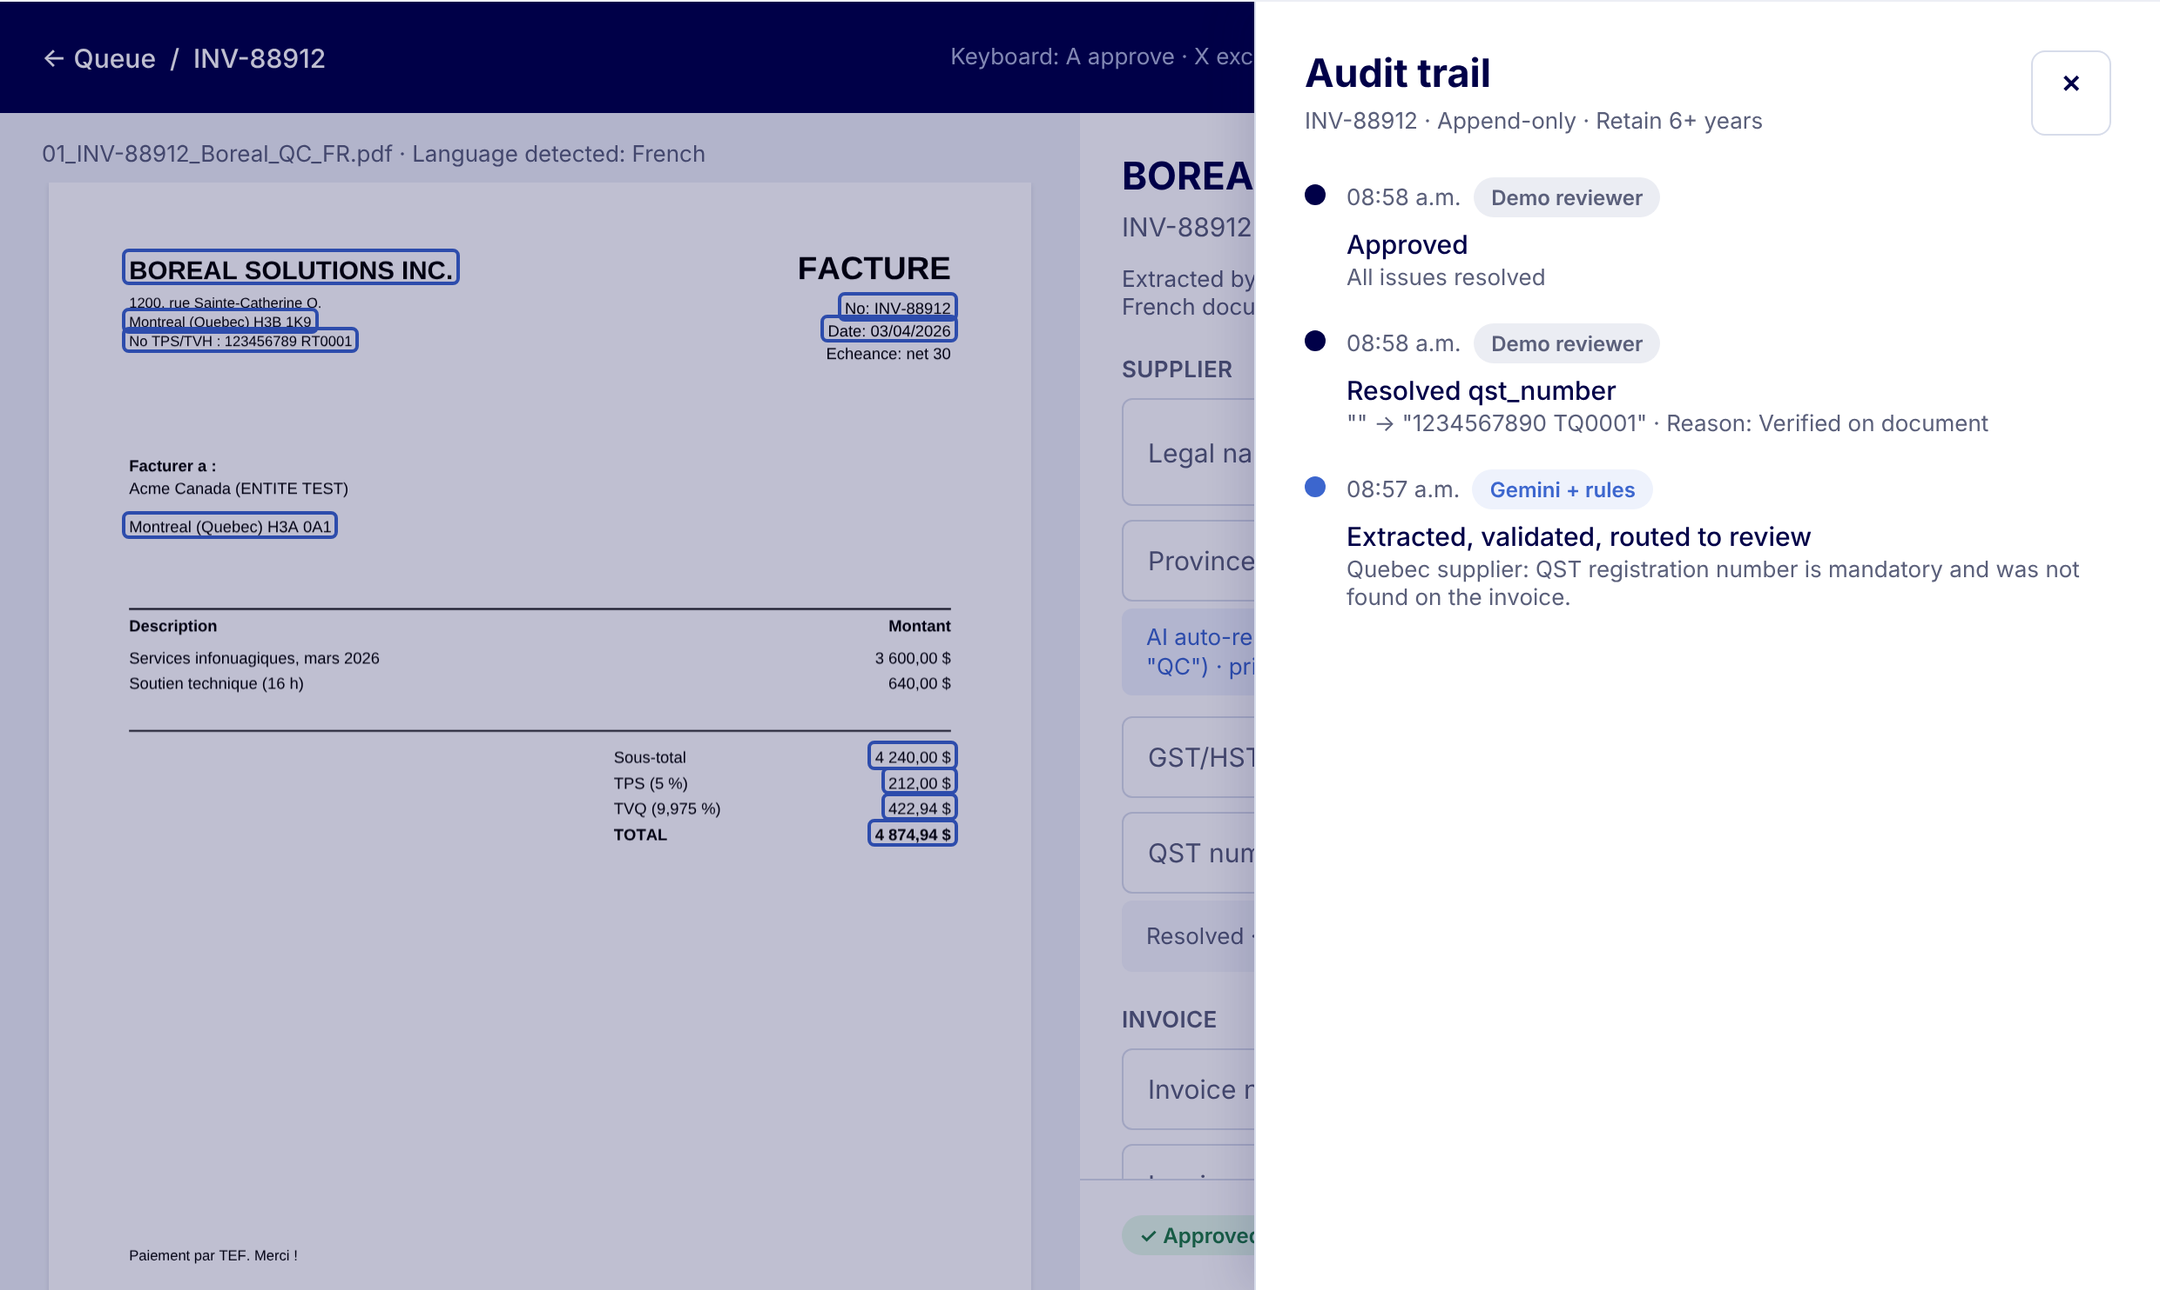 ← Queue / INV-88912
Keyboard: A approve · X exc
01_INV-88912_Boreal_QC_FR.pdf · Language detected: French
BOREAL SOLUTIONS INC.
1200, rue Sainte-Catherine O.
Montreal (Quebec) H3B 1K9
No TPS/TVH : 123456789 RT0001
FACTURE
No: INV-88912
Date: 03/04/2026
Echeance: net 30
Facturer a :
Acme Canada (ENTITE TEST)
Montreal (Quebec) H3A 0A1
Description Montant
Services infonuagiques, mars 2026 3 600,00 $
Soutien technique (16 h) 640,00 $
Sous-total 4 240,00 $
TPS (5 %) 212,00 $
TVQ (9,975 %) 422,94 $
TOTAL 4 874,94 $
Paiement par TEF. Merci !
BOREA
INV-88912
Extracted by
French docu
SUPPLIER
Legal na
Province
AI auto-re
"QC") · pri
GST/HST
QST num
Resolved ·
INVOICE
Invoice n
✓ Approved
Audit trail
×
INV-88912 · Append-only · Retain 6+ years
08:58 a.m. Demo reviewer
Approved
All issues resolved
08:58 a.m. Demo reviewer
Resolved qst_number
"" → "1234567890 TQ0001" · Reason: Verified on document
08:57 a.m. Gemini + rules
Extracted, validated, routed to review
Quebec supplier: QST registration number is mandatory and was not
found on the invoice.